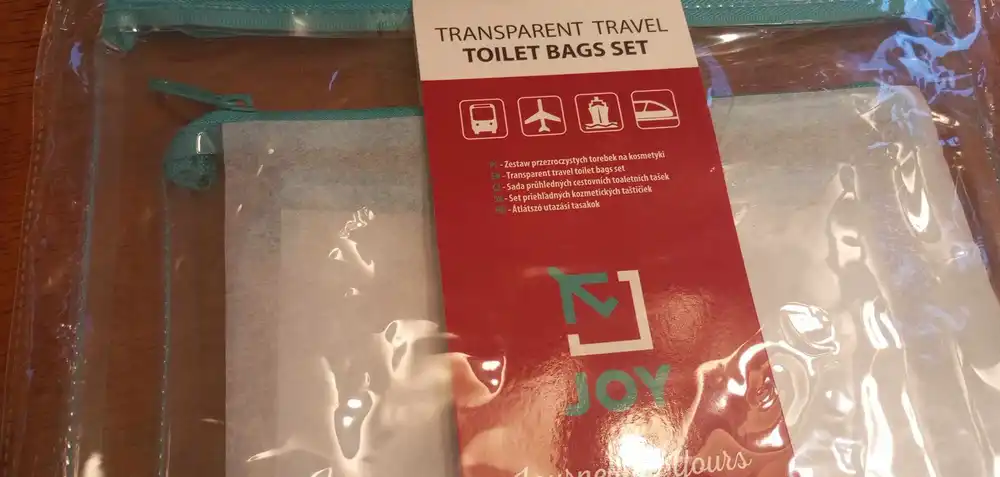 TRANSPARENT TRAVEL
TOILET BAGS SET
- Zestaw przezroczystych torebek na kosmetyki
- Transparent travel toilet bags set
- Sada průhledných cestovních toaletních tašek
- Set priehľadných kozmetických taštičiek
- Átlátszó utazási tasakok
JOY